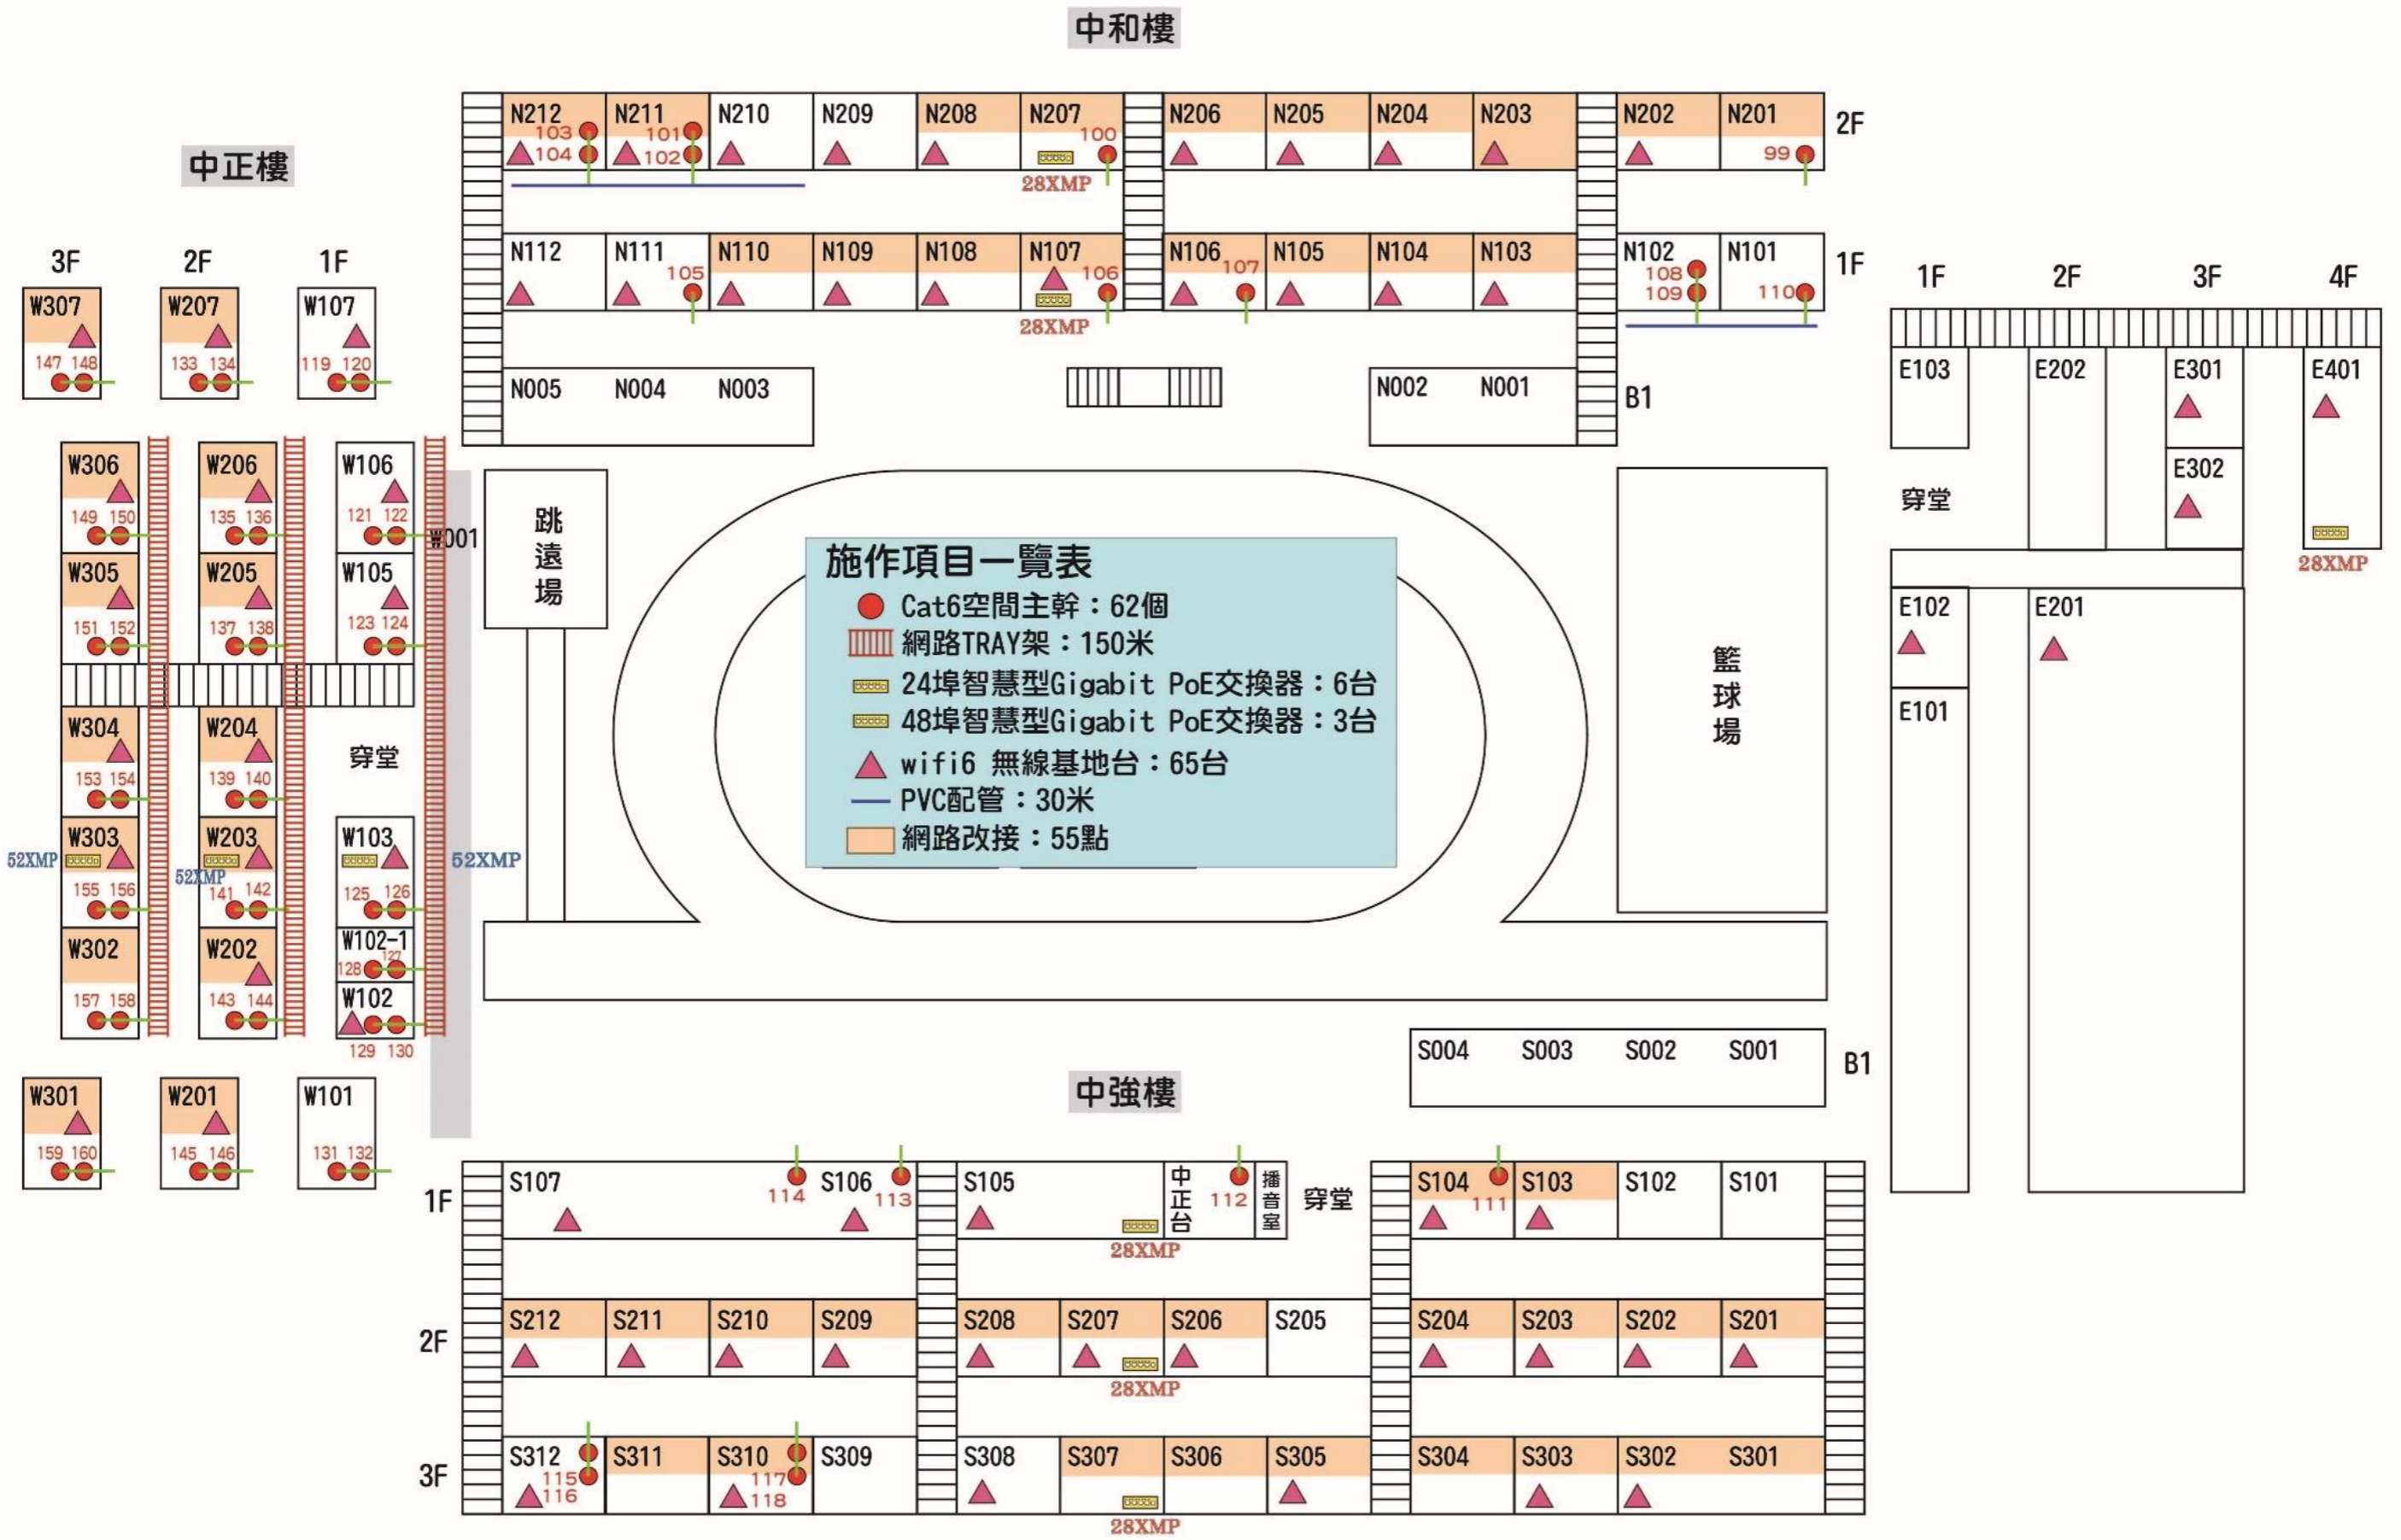 中和樓
N212
N211
N210
N209
N208
N207
N206
N205
N204
N203
N202
N201
2F
103
104
101
102
100
99
28XMP
N112
N111
N110
N109
N108
N107
N106
N105
N104
N103
N102
N101
1F
105
106
107
108
109
110
28XMP
N005
N004
N003
N002
N001
B1
中正樓
3F
2F
1F
W307
W207
W107
147 148
133 134
119 120
W306
W206
W106
149 150
135 136
121 122
W001
W305
W205
W105
151 152
137 138
123 124
W304
W204
穿堂
153 154
139 140
W303
W203
W103
52XMP
52XMP
52XMP
155 156
141 142
125 126
W302
W202
W102-1
127
128
157 158
143 144
W102
129 130
W301
W201
W101
159 160
145 146
131 132
跳遠場
施作項目一覽表
Cat6空間主幹：62個
網路TRAY架：150米
24埠智慧型Gigabit PoE交換器：6台
48埠智慧型Gigabit PoE交換器：3台
wifi6 無線基地台：65台
PVC配管：30米
網路改接：55點
籃球場
1F
2F
3F
4F
E103
E202
E301
E401
E302
穿堂
28XMP
E102
E201
E101
中強樓
S004
S003
S002
S001
B1
1F
S107
114
S106
113
S105
28XMP
中正台
112
播音室
穿堂
S104
111
S103
S102
S101
2F
S212
S211
S210
S209
S208
S207
S206
S205
S204
S203
S202
S201
28XMP
3F
S312
S311
S310
S309
S308
S307
S306
S305
S304
S303
S302
S301
115
116
117
118
28XMP